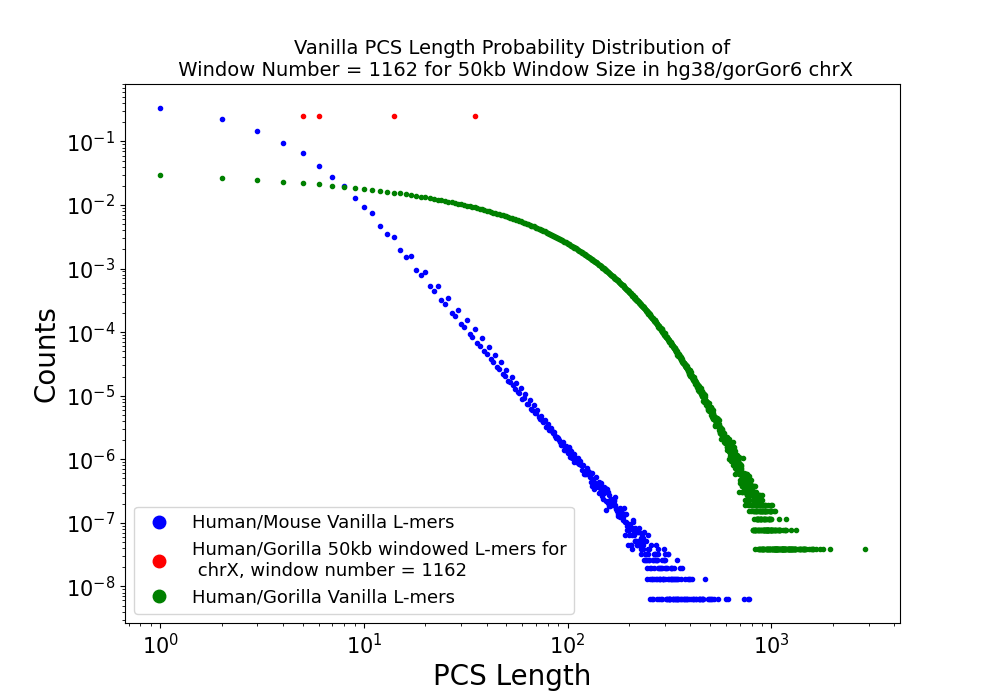 Vanilla PCS Length Probability Distribution of
Window Number = 1162 for 50kb Window Size in hg38/gorGor6 chrX
Counts
10⁻¹
10⁻²
10⁻³
10⁻⁴
10⁻⁵
10⁻⁶
10⁻⁷
10⁻⁸
Human/Mouse Vanilla L-mers
Human/Gorilla 50kb windowed L-mers for
chrX, window number = 1162
Human/Gorilla Vanilla L-mers
10⁰ 10¹ 10² 10³
PCS Length